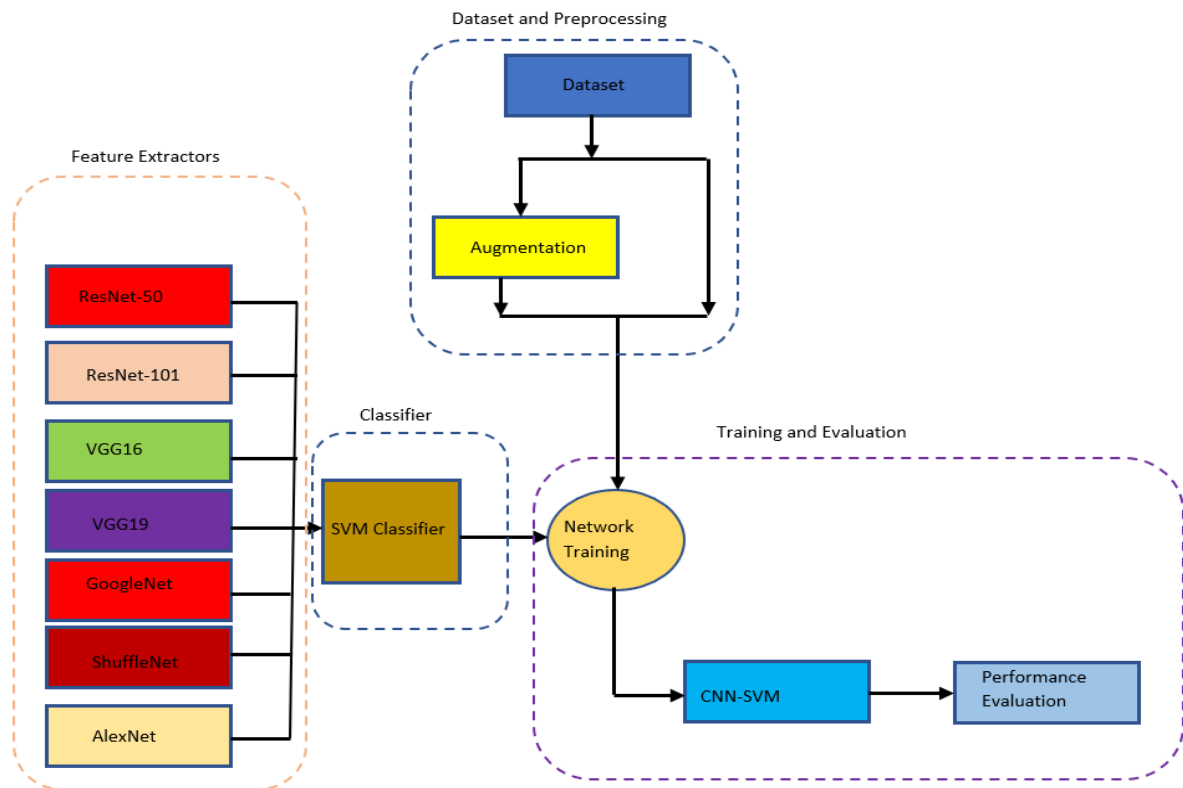 Dataset and Preprocessing
Dataset
Augmentation
Feature Extractors
ResNet-50
ResNet-101
VGG16
VGG19
GoogleNet
ShuffleNet
AlexNet
Classifier
SVM Classifier
Training and Evaluation
Network
Training
CNN-SVM
Performance
Evaluation